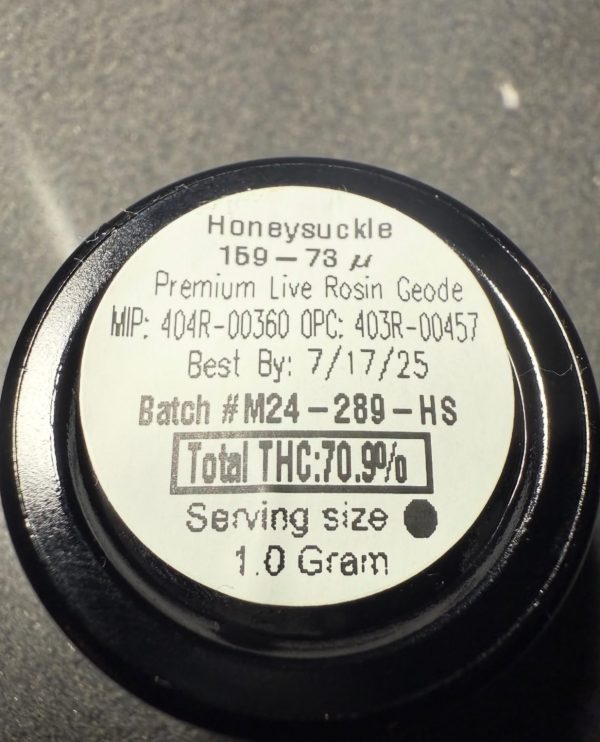 Honeysuckle
159-73 µ
Premium Live Rosin Geode
MIP: 404R-00360 OPC: 403R-00457
Best By: 7/17/25
Batch #M24-289-HS
Total THC:70.9%
Serving size ●
1.0 Gram